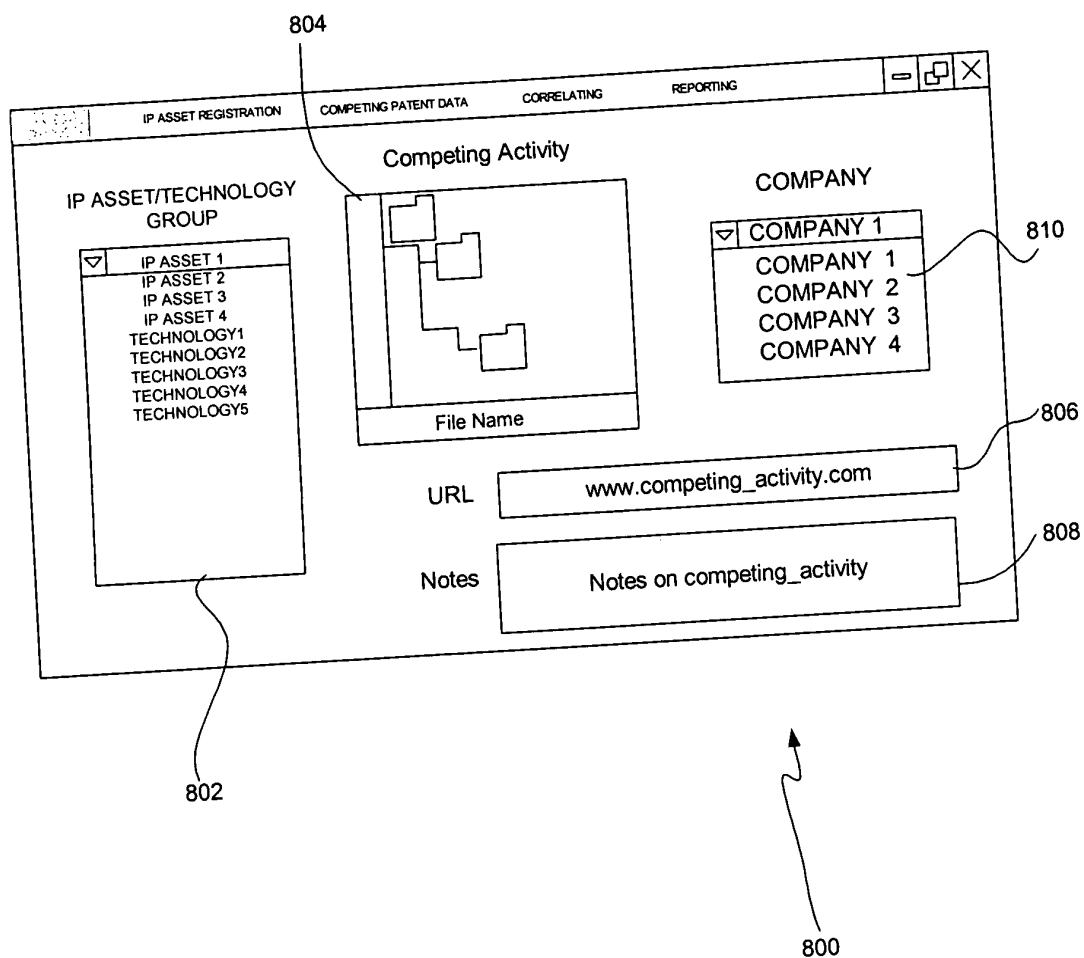 804
IP ASSET REGISTRATION COMPETING PATENT DATA CORRELATING REPORTING
Competing Activity
IP ASSET/TECHNOLOGY
GROUP
IP ASSET 1
IP ASSET 2
IP ASSET 3
IP ASSET 4
TECHNOLOGY1
TECHNOLOGY2
TECHNOLOGY3
TECHNOLOGY4
TECHNOLOGY5
File Name
COMPANY
COMPANY 1
COMPANY 1
COMPANY 2
COMPANY 3
COMPANY 4
810
URL
www.competing_activity.com
806
Notes
Notes on competing_activity
808
802
800